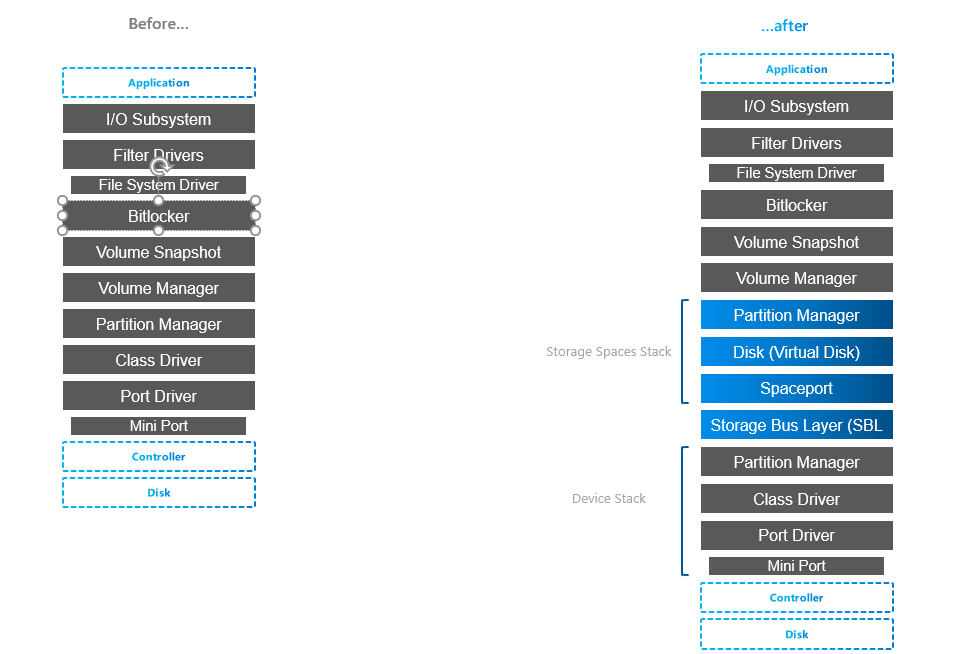 Before...
Application
I/O Subsystem
Filter Drivers
File System Driver
Bitlocker
Volume Snapshot
Volume Manager
Partition Manager
Class Driver
Port Driver
Mini Port
Controller
Disk
...after
Application
I/O Subsystem
Filter Drivers
File System Driver
Bitlocker
Volume Snapshot
Volume Manager
Storage Spaces Stack
Partition Manager
Disk (Virtual Disk)
Spaceport
Storage Bus Layer (SBL
Device Stack
Partition Manager
Class Driver
Port Driver
Mini Port
Controller
Disk